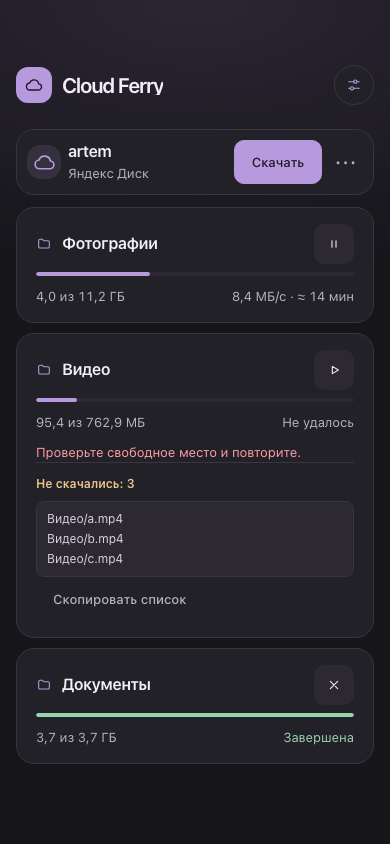 Cloud Ferry
artem
Яндекс Диск
Скачать
Фотографии
4,0 из 11,2 ГБ
8,4 МБ/с · ≈ 14 мин
Видео
95,4 из 762,9 МБ
Не удалось
Проверьте свободное место и повторите.
Не скачались: 3
Видео/a.mp4
Видео/b.mp4
Видео/c.mp4
Скопировать список
Документы
3,7 из 3,7 ГБ
Завершена